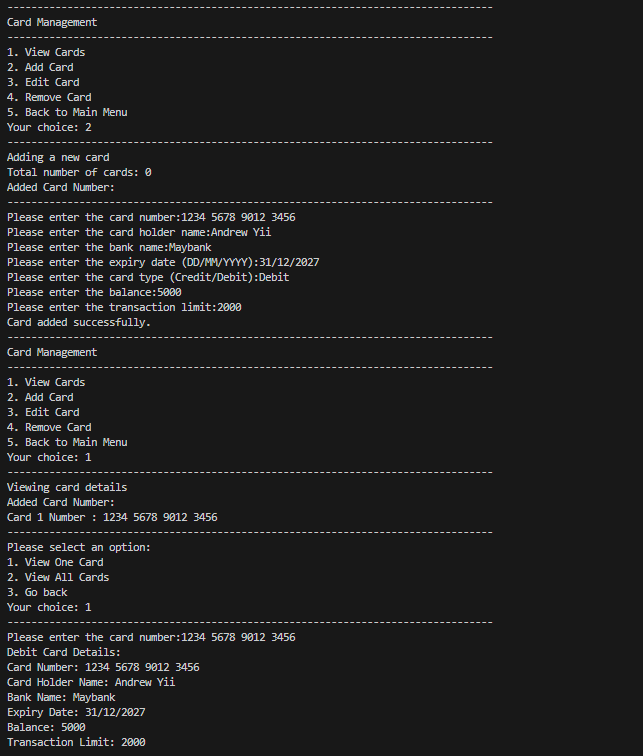 ---------------------------------------------------------------------------------
Card Management
---------------------------------------------------------------------------------
1. View Cards
2. Add Card
3. Edit Card
4. Remove Card
5. Back to Main Menu
Your choice: 2
---------------------------------------------------------------------------------
Adding a new card
Total number of cards: 0
Added Card Number:
---------------------------------------------------------------------------------
Please enter the card number:1234 5678 9012 3456
Please enter the card holder name:Andrew Yii
Please enter the bank name:Maybank
Please enter the expiry date (DD/MM/YYYY):31/12/2027
Please enter the card type (Credit/Debit):Debit
Please enter the balance:5000
Please enter the transaction limit:2000
Card added successfully.
---------------------------------------------------------------------------------
Card Management
---------------------------------------------------------------------------------
1. View Cards
2. Add Card
3. Edit Card
4. Remove Card
5. Back to Main Menu
Your choice: 1
---------------------------------------------------------------------------------
Viewing card details
Added Card Number:
Card 1 Number : 1234 5678 9012 3456
---------------------------------------------------------------------------------
Please select an option:
1. View One Card
2. View All Cards
3. Go back
Your choice: 1
---------------------------------------------------------------------------------
Please enter the card number:1234 5678 9012 3456
Debit Card Details:
Card Number: 1234 5678 9012 3456
Card Holder Name: Andrew Yii
Bank Name: Maybank
Expiry Date: 31/12/2027
Balance: 5000
Transaction Limit: 2000